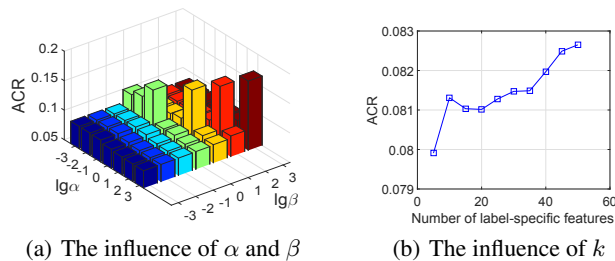 0.2
0.15
0.1
0.05
ACR
-3 -2 -1 0 1 2 3
lgα
-3 -2 -1 0 1 2 3
lgβ
(a) The influence of α and β
0.083
0.082
0.081
0.08
0.079
ACR
0 20 40 60
Number of label-specific features
(b) The influence of k